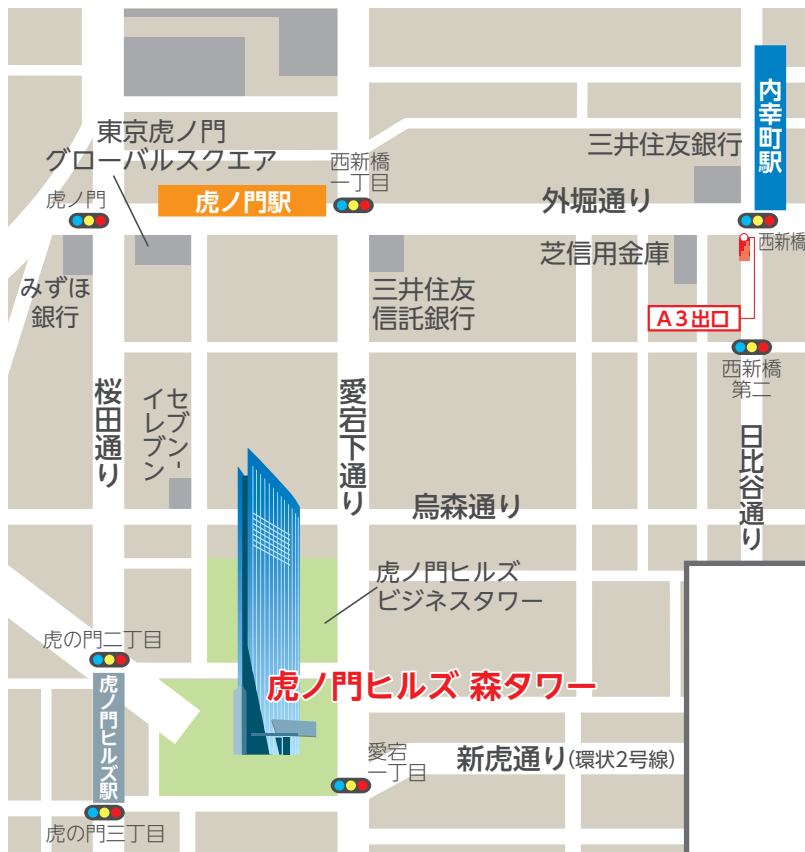 東京虎ノ門
グローバルスクエア
虎ノ門
虎ノ門駅
西新橋
一丁目
三井住友銀行
内幸町駅
外堀通り
西新橋
みずほ
銀行
三井住友
信託銀行
芝信用金庫
A3出口
西新橋
第二
桜田通り
セブン-
イレブン
愛宕下通り
烏森通り
日比谷通り
虎ノ門ヒルズ
ビジネスタワー
虎の門二丁目
虎ノ門ヒルズ 森タワー
虎ノ門ヒルズ駅
愛宕
一丁目
新虎通り(環状2号線)
虎の門三丁目